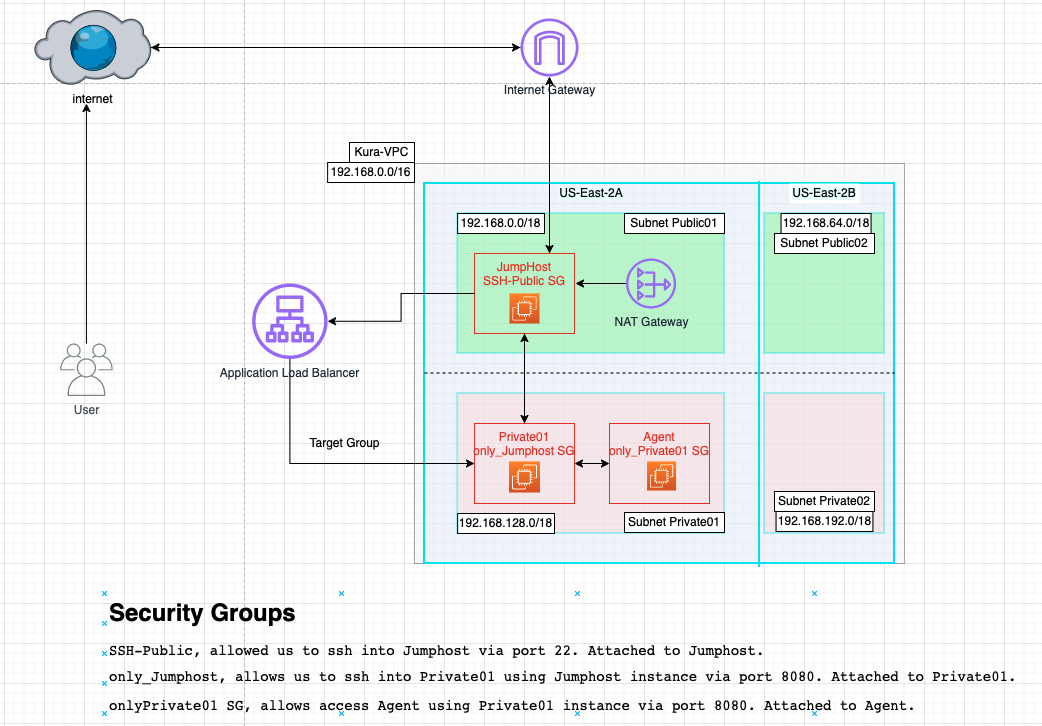 internet
Internet Gateway
Kura-VPC
192.168.0.0/16
US-East-2A
US-East-2B
192.168.0.0/18
Subnet Public01
192.168.64.0/18
Subnet Public02
JumpHost
SSH-Public SG
NAT Gateway
Application Load Balancer
User
Target Group
Private01
only_Jumphost SG
Agent
only_Private01 SG
192.168.128.0/18
Subnet Private01
Subnet Private02
192.168.192.0/18
Security Groups
SSH-Public, allowed us to ssh into Jumphost via port 22. Attached to Jumphost.
only_Jumphost, allows us to ssh into Private01 using Jumphost instance via port 8080. Attached to Private01.
onlyPrivate01 SG, allows access Agent using Private01 instance via port 8080. Attached to Agent.